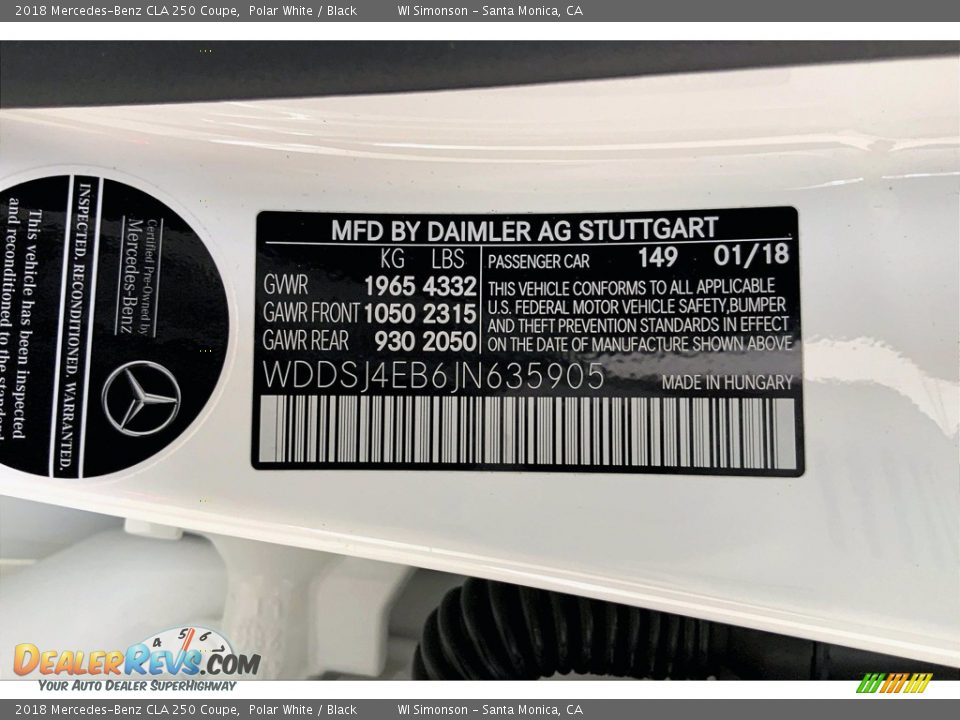 2018 Mercedes-Benz CLA 250 Coupe, Polar White / Black WI Simonson - Santa Monica, CA
Certified Pre-Owned by
Mercedes-Benz
INSPECTED. RECONDITIONED. WARRANTED.
This vehicle has been inspected
and reconditioned to the standard
MFD BY DAIMLER AG STUTTGART
KG LBS
GWR 1965 4332
GAWR FRONT 1050 2315
GAWR REAR 930 2050
PASSENGER CAR 149 01/18
THIS VEHICLE CONFORMS TO ALL APPLICABLE
U.S. FEDERAL MOTOR VEHICLE SAFETY,BUMPER
AND THEFT PREVENTION STANDARDS IN EFFECT
ON THE DATE OF MANUFACTURE SHOWN ABOVE
WDDSJ4EB6JN635905 MADE IN HUNGARY
4 5 6
DealerRevs.com
Your Auto Dealer SuperHighway
2018 Mercedes-Benz CLA 250 Coupe, Polar White / Black WI Simonson - Santa Monica, CA